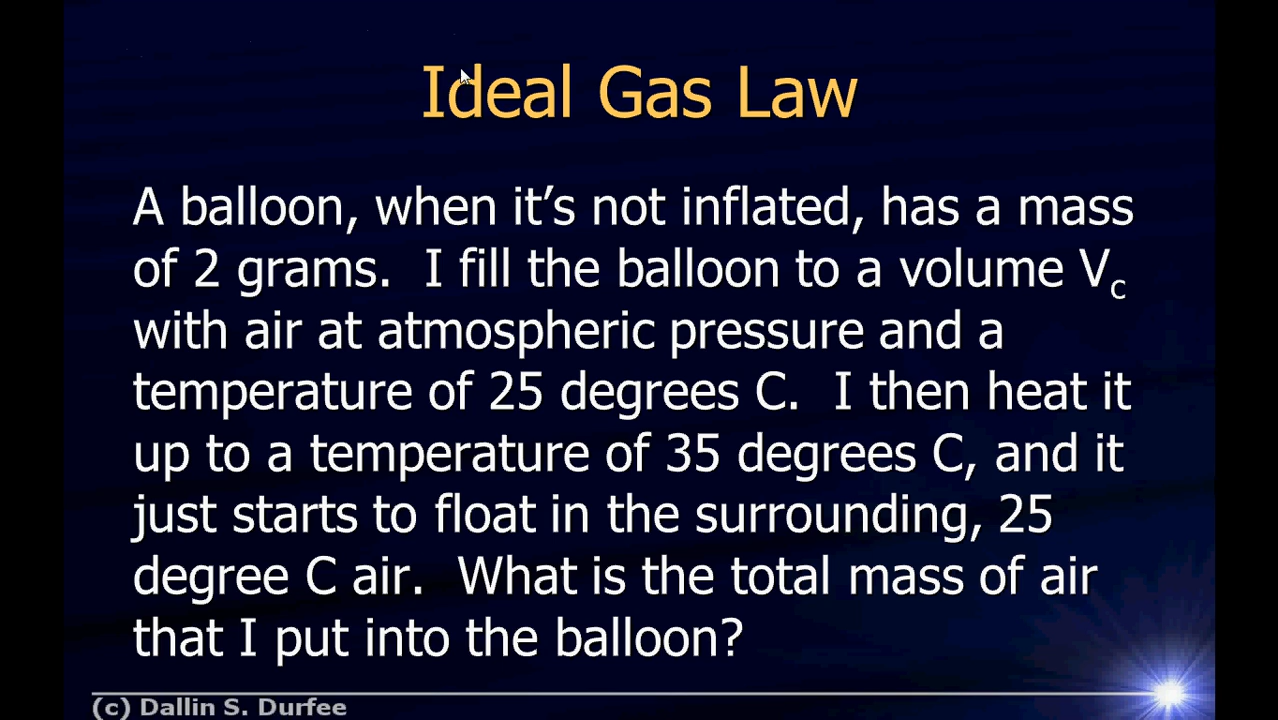 Ideal Gas Law
A balloon, when it’s not inflated, has a mass
of 2 grams.  I fill the balloon to a volume Vc
with air at atmospheric pressure and a
temperature of 25 degrees C.  I then heat it
up to a temperature of 35 degrees C, and it
just starts to float in the surrounding, 25
degree C air.  What is the total mass of air
that I put into the balloon?
(c) Dallin S. Durfee